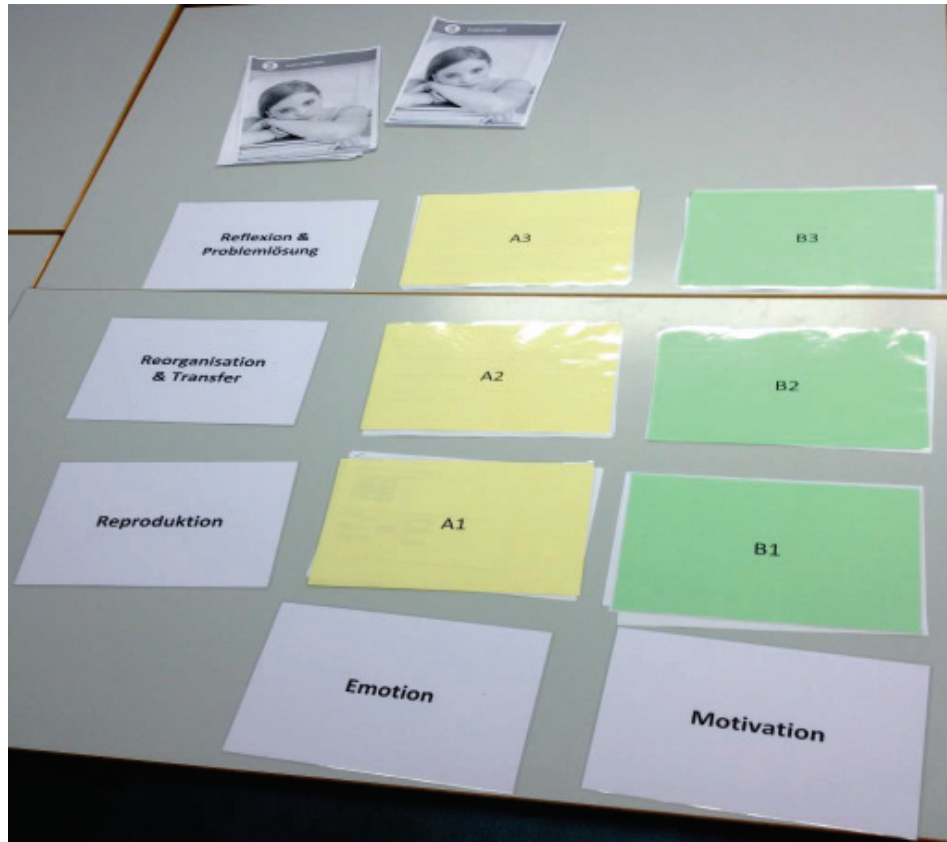 Reflexion &
Problemlösung
A3
B3
Reorganisation
& Transfer
A2
B2
Reproduktion
A1
B1
Emotion
Motivation